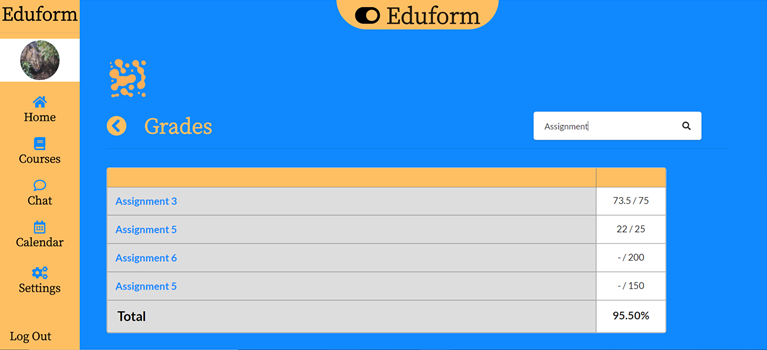 Eduform
Eduform
Home
Courses
Chat
Calendar
Settings
Log Out
Grades
Assignment
Assignment 3 73.5 / 75
Assignment 5 22 / 25
Assignment 6 - / 200
Assignment 5 - / 150
Total 95.50%